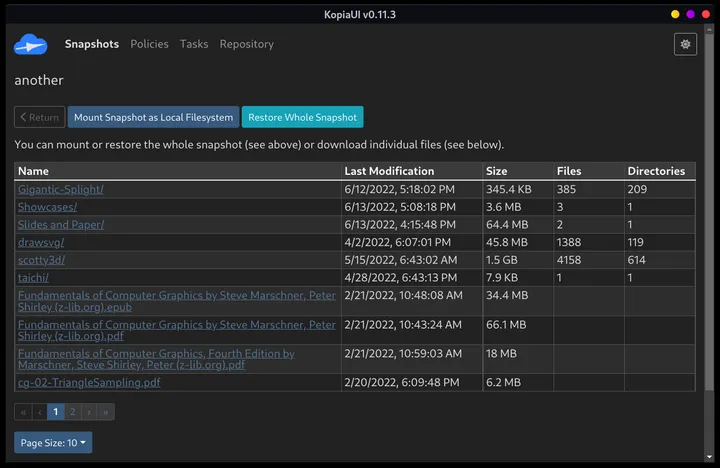 KopiaUI v0.11.3
Snapshots Policies Tasks Repository
another
Return Mount Snapshot as Local Filesystem Restore Whole Snapshot
You can mount or restore the whole snapshot (see above) or download individual files (see below).
Name Last Modification Size Files Directories
Gigantic-Splight/ 6/12/2022, 5:18:02 PM 345.4 KB 385 209
Showcases/ 6/13/2022, 5:08:18 PM 3.6 MB 3 1
Slides and Paper/ 6/13/2022, 4:15:48 PM 64.4 MB 2 1
drawsvg/ 4/2/2022, 6:07:01 PM 45.8 MB 1388 119
scotty3d/ 5/15/2022, 6:43:02 AM 1.5 GB 4158 614
taichi/ 4/28/2022, 6:43:13 PM 7.9 KB 1 1
Fundamentals of Computer Graphics by Steve Marschner, Peter 2/21/2022, 10:48:08 AM 34.4 MB
Shirley (z-lib.org).epub
Fundamentals of Computer Graphics by Steve Marschner, Peter 2/21/2022, 10:43:24 AM 66.1 MB
Shirley (z-lib.org).pdf
Fundamentals of Computer Graphics, Fourth Edition by 2/21/2022, 10:59:03 AM 18 MB
Marschner, Steve Shirley, Peter (z-lib.org).pdf
cg-02-TriangleSampling.pdf 2/20/2022, 6:09:48 PM 6.2 MB
« ‹ 1 2 › »
Page Size: 10